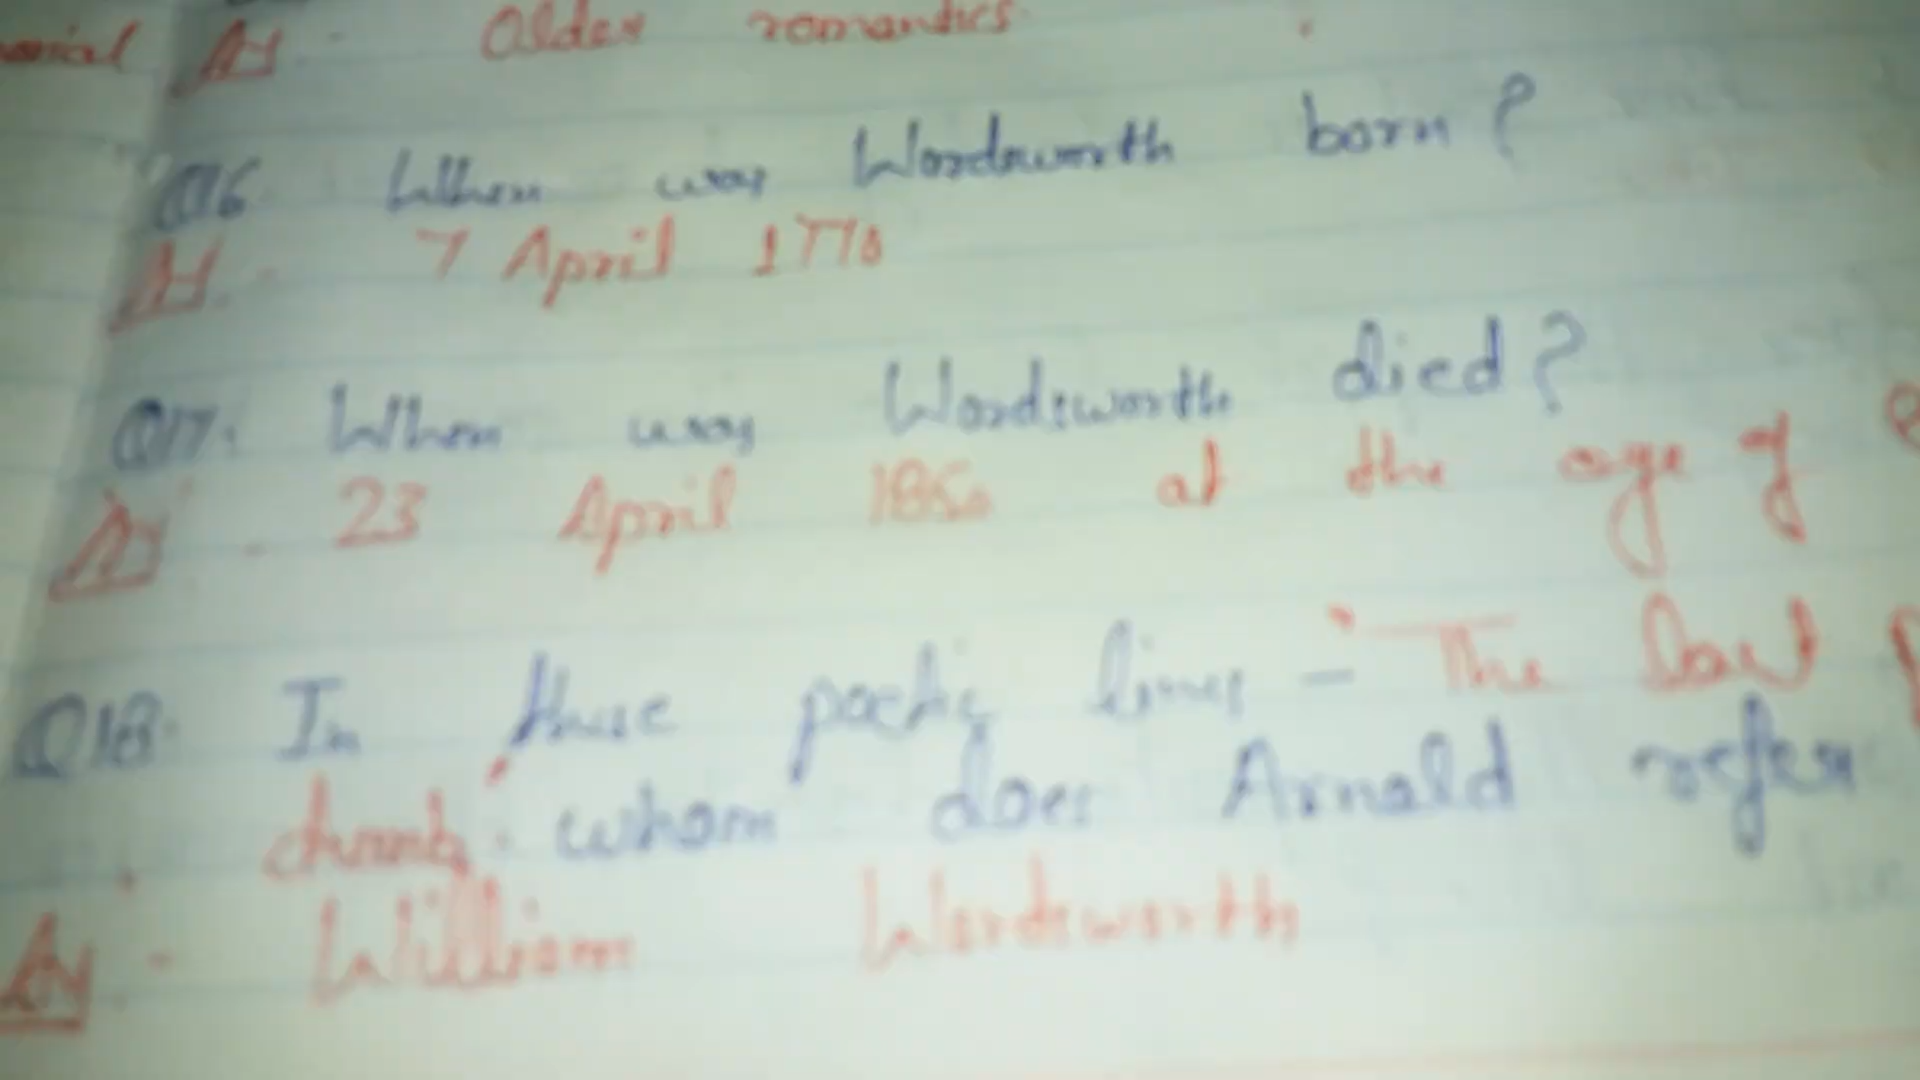 Ans - Older romantics
Q16 When was Wordsworth born?
Ans. - 7 April 1770
Q17. When was Wordsworth died?
Ans. - 23 April 1850 at the age of
Q18. In these poetic lines - "The last
dumb" whom does Arnold refer
Ans - William Wordsworth